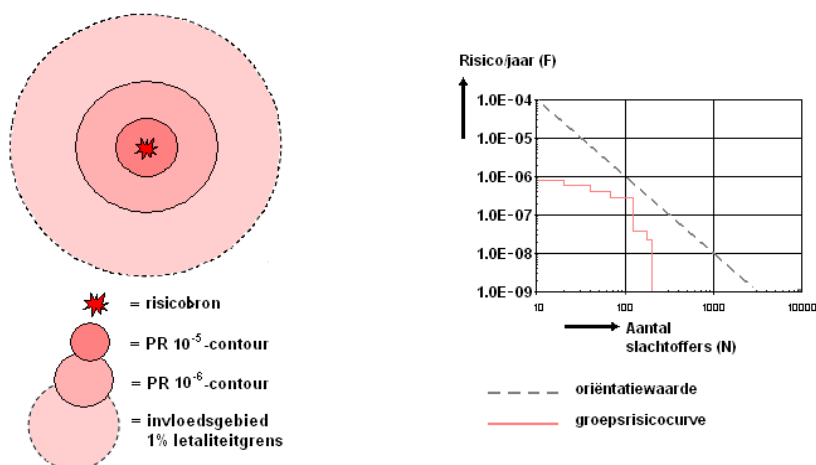 = risicobron
= PR 10⁻⁵-contour
= PR 10⁻⁶-contour
= invloedsgebied
1% letaliteitgrens
Risico/jaar (F)
1.0E-04
1.0E-05
1.0E-06
1.0E-07
1.0E-08
1.0E-09
10 100 1000 10000
Aantal
slachtoffers (N)
oriëntatiewaarde
groepsrisicocurve